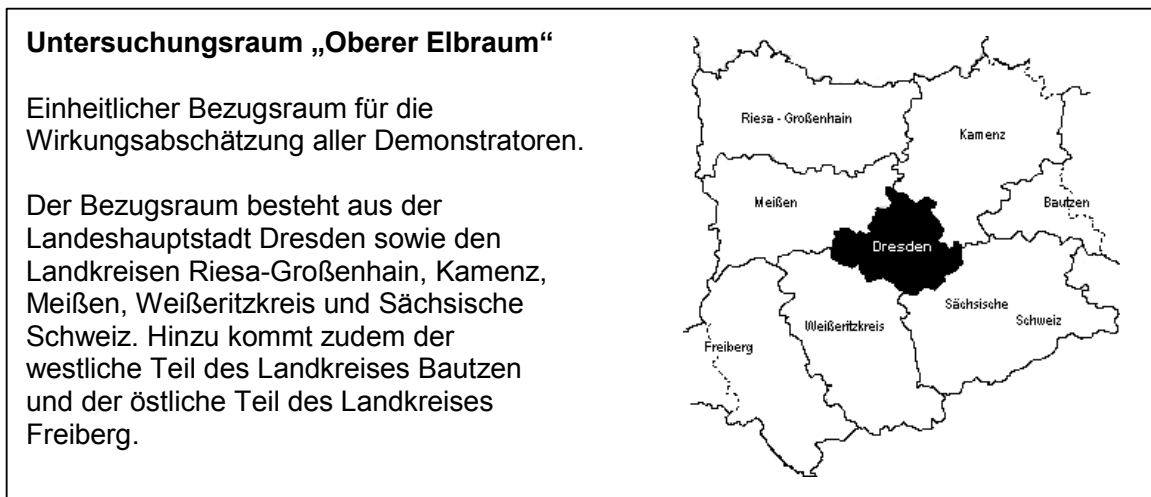 Untersuchungsraum „Oberer Elbraum“
Einheitlicher Bezugsraum für die
Wirkungsabschätzung aller Demonstratoren.
Der Bezugsraum besteht aus der
Landeshauptstadt Dresden sowie den
Landkreisen Riesa-Großenhain, Kamenz,
Meißen, Weißeritzkreis und Sächsische
Schweiz. Hinzu kommt zudem der
westliche Teil des Landkreises Bautzen
und der östliche Teil des Landkreises
Freiberg.
Riesa - Großenhain
Kamenz
Meißen
Bautzen
Dresden
Sächsische
Schweiz
Weißeritzkreis
Freiberg